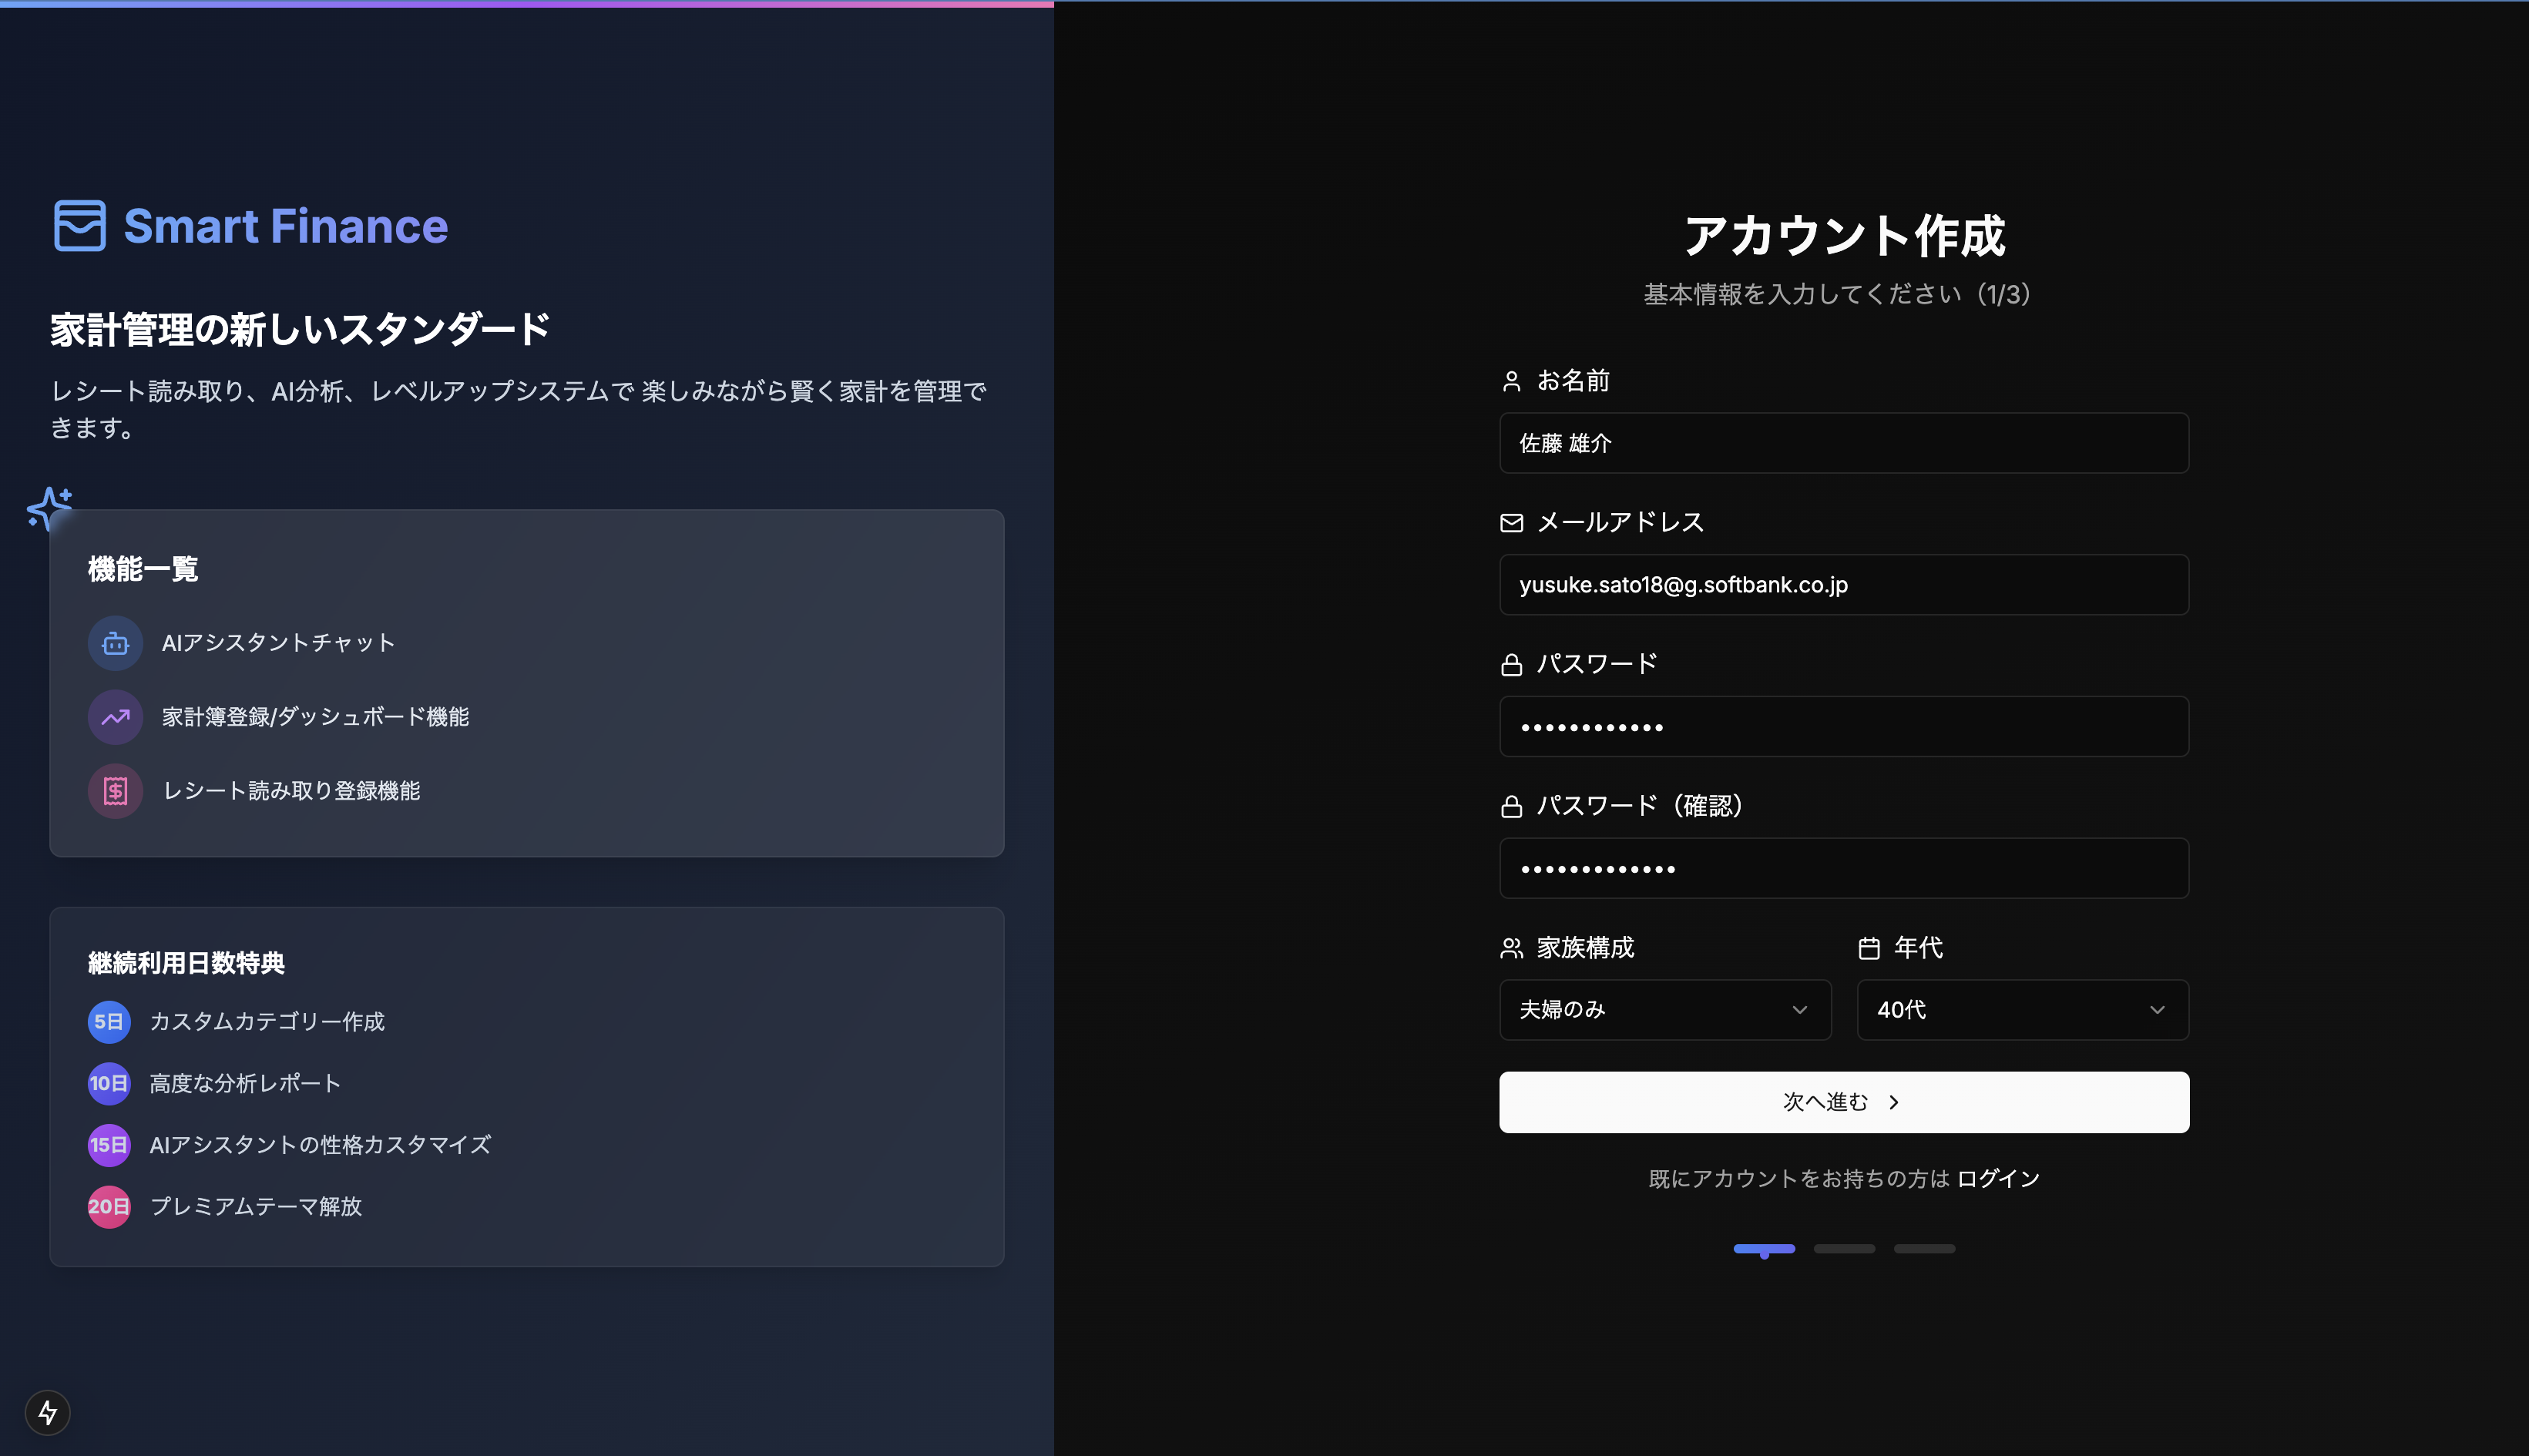 Smart Finance
家計管理の新しいスタンダード
レシート読み取り、AI分析、レベルアップシステムで 楽しみながら賢く家計を管理で
きます。
機能一覧
AIアシスタントチャット
家計簿登録/ダッシュボード機能
レシート読み取り登録機能
継続利用日数特典
5日 カスタムカテゴリー作成
10日 高度な分析レポート
15日 AIアシスタントの性格カスタマイズ
20日 プレミアムテーマ解放
アカウント作成
基本情報を入力してください（1/3）
お名前
佐藤 雄介
メールアドレス
yusuke.sato18@g.softbank.co.jp
パスワード
••••••••••••
パスワード（確認）
•••••••••••••
家族構成 年代
夫婦のみ 40代
次へ進む
既にアカウントをお持ちの方は ログイン